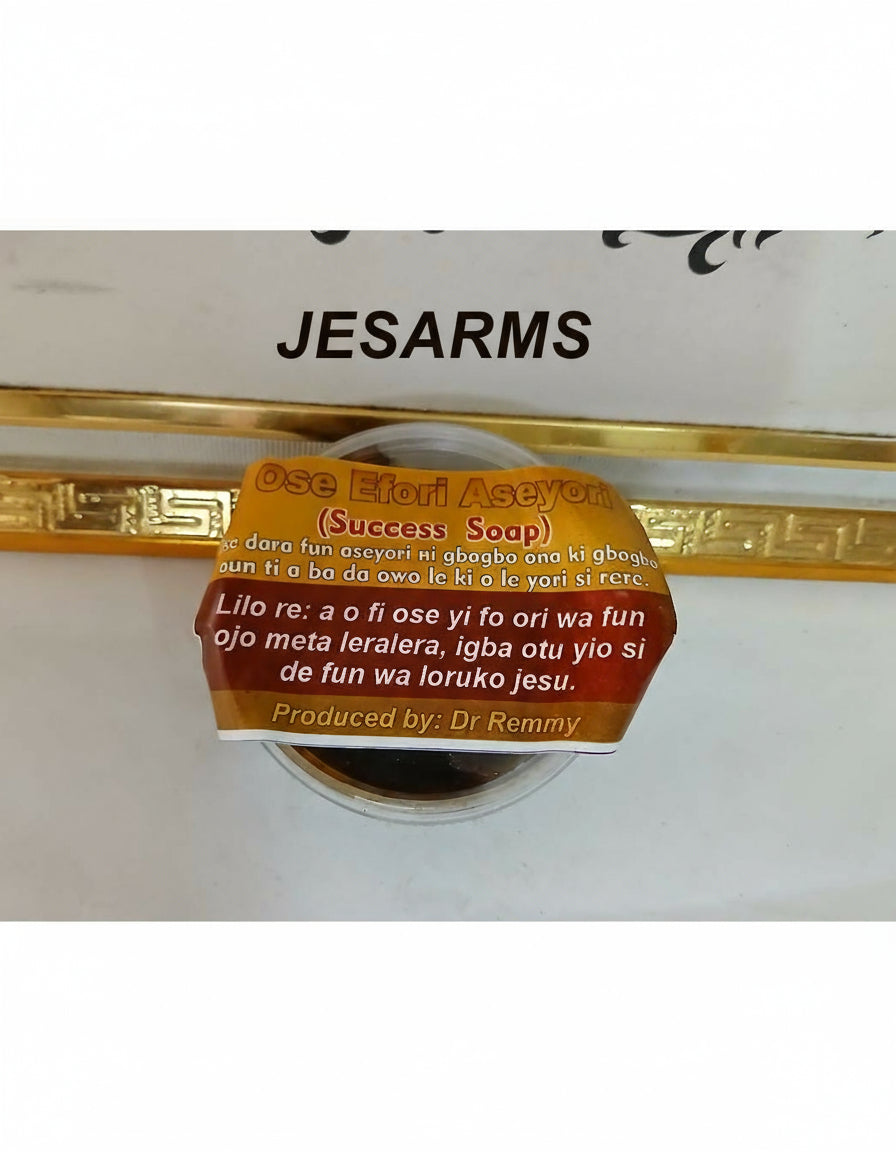 JESARMS
Ose Efori Aseyori
(Success Soap)
dara fun aseyori ni gbogbo ona ki gbogbo
oun ti a ba da owo le ki o le yori si rere.
Lilo re: a o fi ose yi fo ori wa fun
ojo meta leralera, igba otu yio si
de fun wa loruko jesu.
Produced by: Dr Remmy